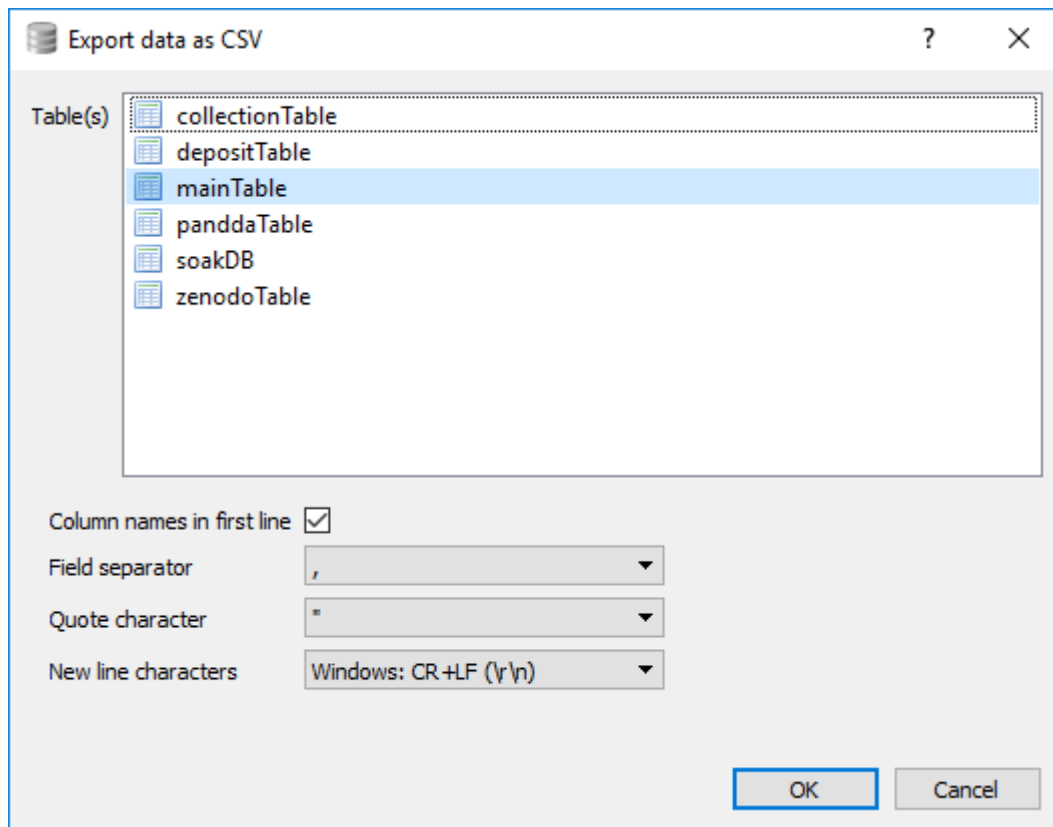 Export data as CSV ?
Table(s) collectionTable
depositTable
mainTable
panddaTable
soakDB
zenodoTable
Column names in first line
Field separator ,
Quote character "
New line characters Windows: CR+LF (\r\n)
OK Cancel